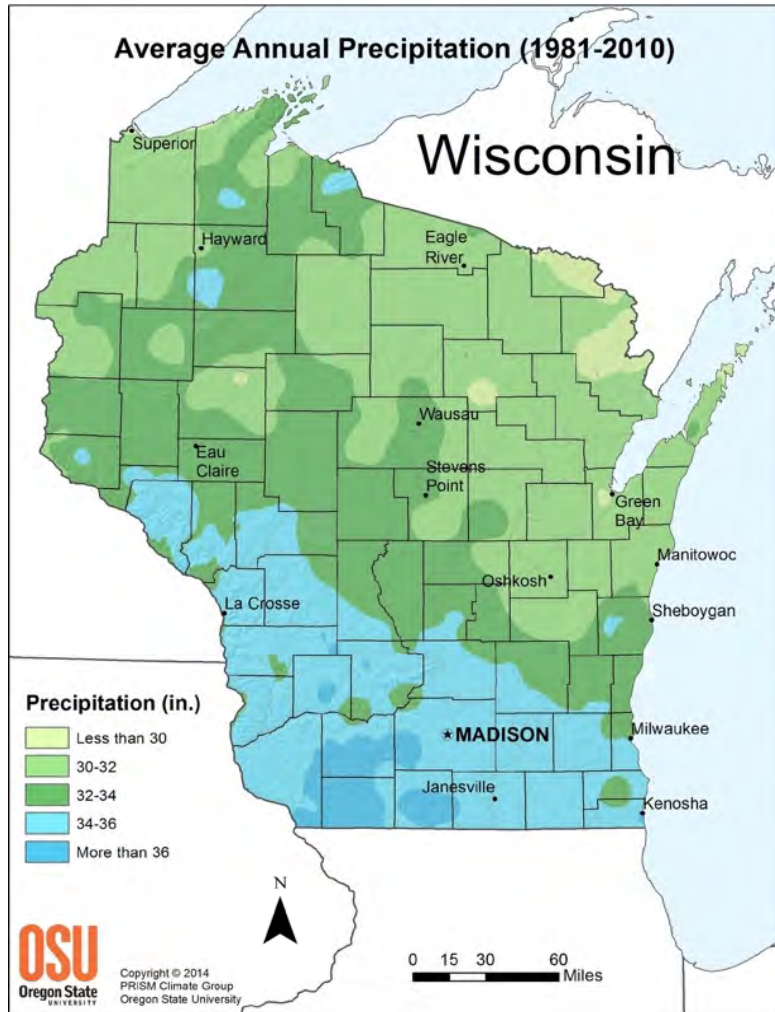 Average Annual Precipitation (1981-2010)
Wisconsin
Superior
Hayward
Eagle
River
Wausau
Eau
Claire
Stevens
Point
Green
Bay
Manitowoc
Oshkosh
La Crosse
Sheboygan
MADISON
Milwaukee
Janesville
Kenosha
Precipitation (in.)
Less than 30
30-32
32-34
34-36
More than 36
N
0 15 30 60
Miles
OSU
Oregon State
UNIVERSITY
Copyright © 2014
PRISM Climate Group
Oregon State University